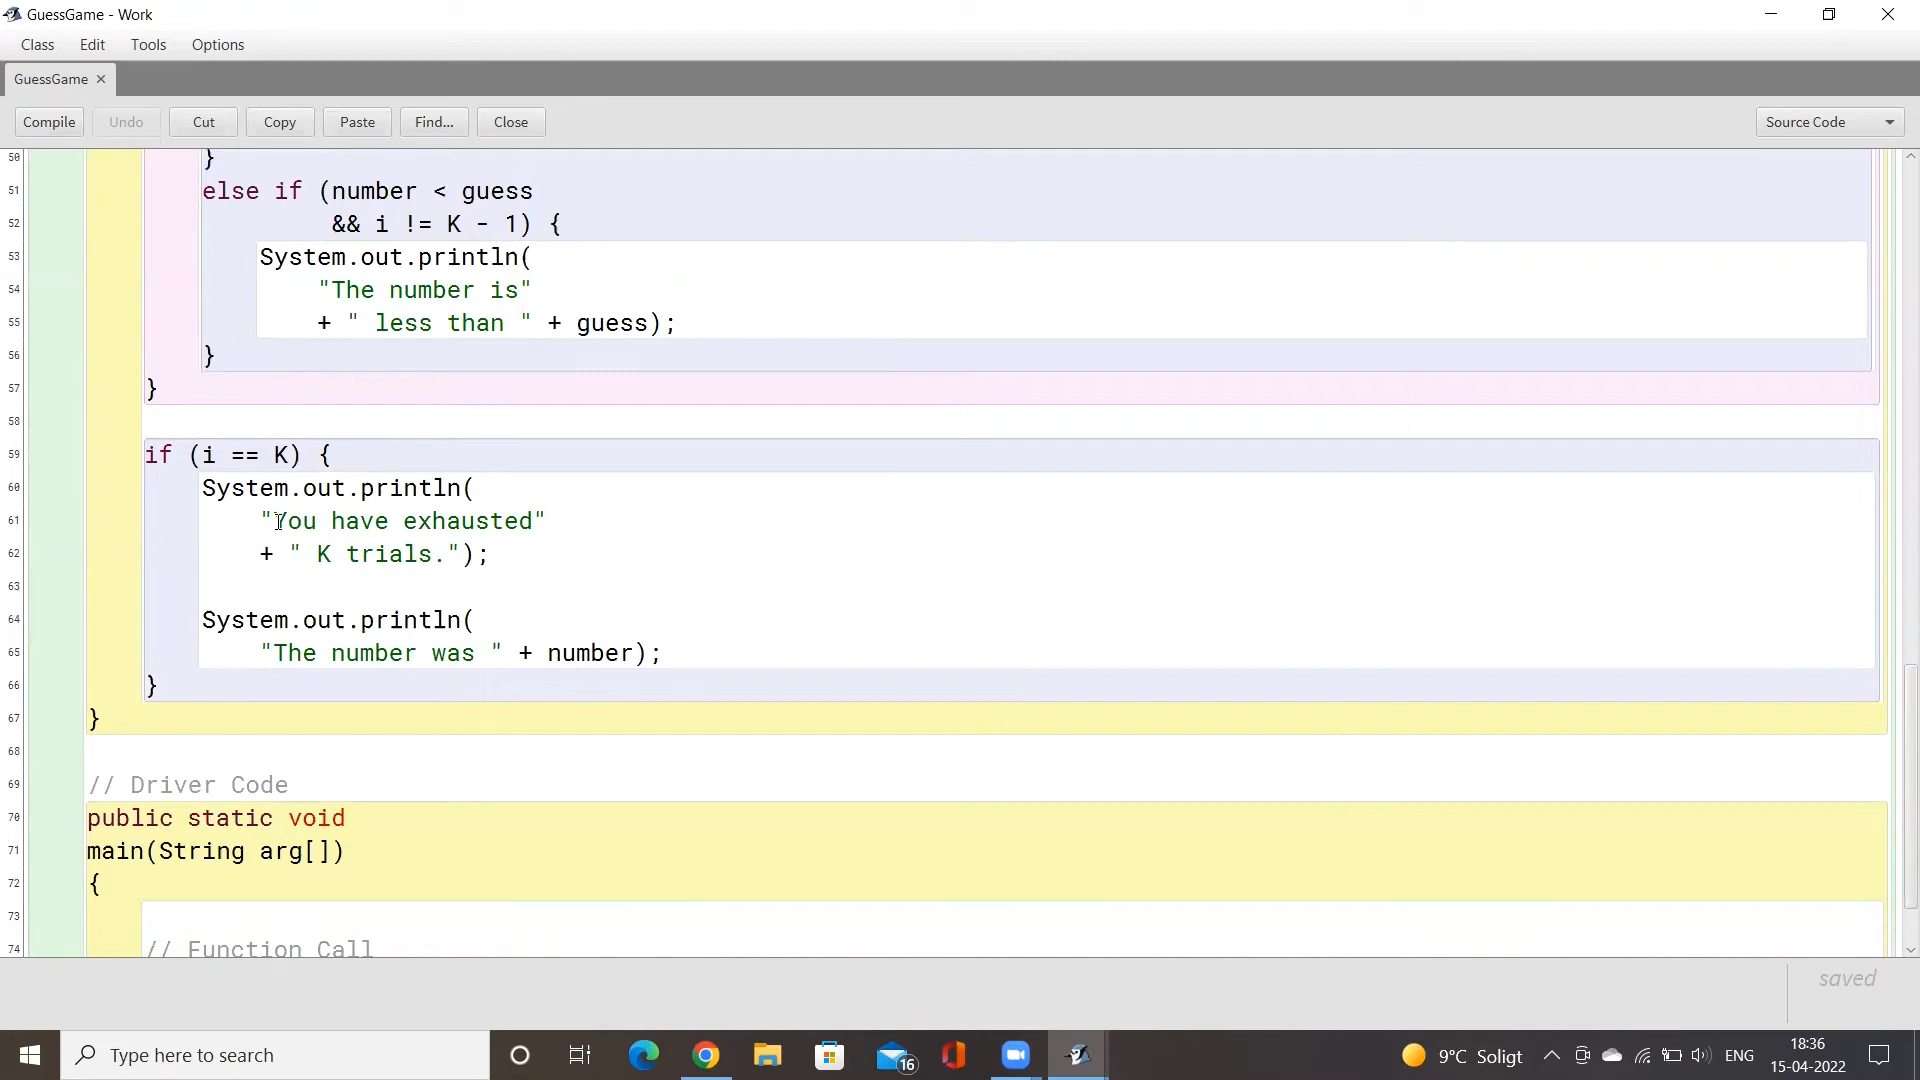 GuessGame - Work
Class Edit Tools Options
GuessGame ×
Compile Undo Cut Copy Paste Find... Close Source Code
50 }
51 else if (number < guess
52 && i != K - 1) {
53 System.out.println(
54 "The number is"
55 + " less than " + guess);
56 }
57 }
58
59 if (i == K) {
60 System.out.println(
61 "You have exhausted"
62 + " K trials.");
63
64 System.out.println(
65 "The number was " + number);
66 }
67 }
68
69 // Driver Code
70 public static void
71 main(String arg[])
72 {
73
74 // Function Call
saved
Type here to search 16 9°C Soligt ENG 18:36
15-04-2022